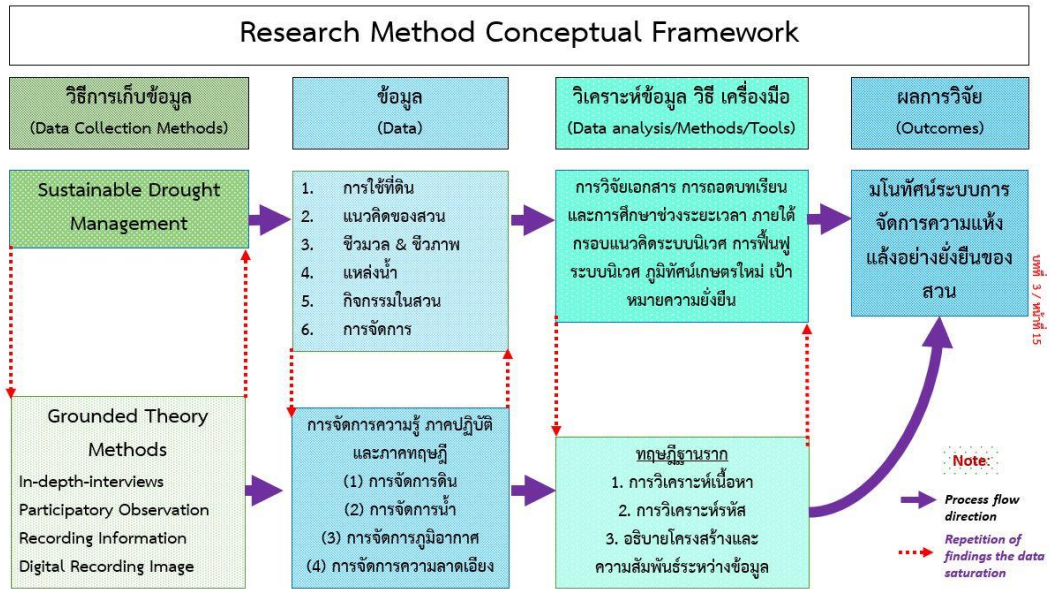 Research Method Conceptual Framework
วิธีการเก็บข้อมูล
(Data Collection Methods)
ข้อมูล
(Data)
วิเคราะห์ข้อมูล วิธี เครื่องมือ
(Data analysis/Methods/Tools)
ผลการวิจัย
(Outcomes)
Sustainable Drought
Management
1. การใช้ที่ดิน
2. แนวคิดของสวน
3. ชีวมวล & ชีวภาพ
4. แหล่งน้ำ
5. กิจกรรมในสวน
6. การจัดการ
การวิจัยเอกสาร การถอดบทเรียน
และการศึกษาช่วงระยะเวลา ภายใต้
กรอบแนวคิดระบบนิเวศ การฟื้นฟู
ระบบนิเวศ ภูมิทัศน์เกษตรใหม่ เป้า
หมายความยั่งยืน
มโนทัศน์ระบบการ
จัดการความแห้ง
แล้งอย่างยั่งยืนของ
สวน
บทที่ 3 / หน้าที่ 15
Grounded Theory
Methods
In-depth-interviews
Participatory Observation
Recording Information
Digital Recording Image
การจัดการความรู้ ภาคปฏิบัติ
และภาคทฤษฎี
(1) การจัดการดิน
(2) การจัดการน้ำ
(3) การจัดการภูมิอากาศ
(4) การจัดการความลาดเอียง
ทฤษฎีฐานราก
1. การวิเคราะห์เนื้อหา
2. การวิเคราะห์รหัส
3. อธิบายโครงสร้างและ
ความสัมพันธ์ระหว่างข้อมูล
Note:
Process flow
direction
Repetition of
findings the data
saturation